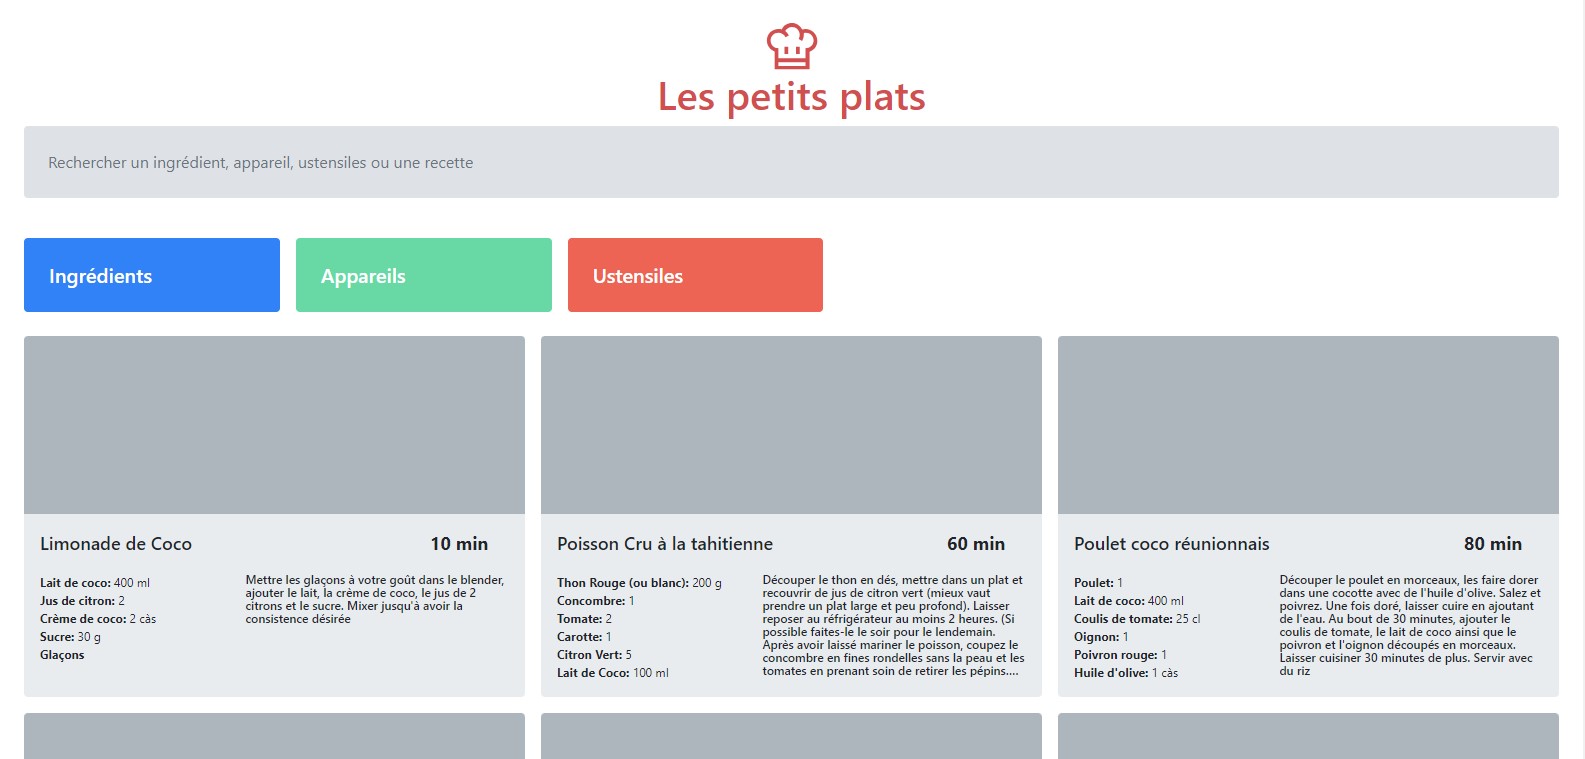 Les petits plats
Rechercher un ingrédient, appareil, ustensiles ou une recette
Ingrédients
Appareils
Ustensiles
Limonade de Coco
10 min
Lait de coco: 400 ml
Jus de citron: 2
Crème de coco: 2 càs
Sucre: 30 g
Glaçons
Mettre les glaçons à votre goût dans le blender,
ajouter le lait, la crème de coco, le jus de 2
citrons et le sucre. Mixer jusqu'à avoir la
consistence désirée
Poisson Cru à la tahitienne
60 min
Thon Rouge (ou blanc): 200 g
Concombre: 1
Tomate: 2
Carotte: 1
Citron Vert: 5
Lait de Coco: 100 ml
Découper le thon en dés, mettre dans un plat et
recouvrir de jus de citron vert (mieux vaut
prendre un plat large et peu profond). Laisser
reposer au réfrigérateur au moins 2 heures. (Si
possible faites-le le soir pour le lendemain.
Après avoir laissé mariner le poisson, coupez le
concombre en fines rondelles sans la peau et les
tomates en prenant soin de retirer les pépins....
Poulet coco réunionnais
80 min
Poulet: 1
Lait de coco: 400 ml
Coulis de tomate: 25 cl
Oignon: 1
Poivron rouge: 1
Huile d'olive: 1 càs
Découper le poulet en morceaux, les faire dorer
dans une cocotte avec de l'huile d'olive. Salez et
poivrez. Une fois doré, laisser cuire en ajoutant
de l'eau. Au bout de 30 minutes, ajouter le
coulis de tomate, le lait de coco ainsi que le
poivron et l'oignon découpés en morceaux.
Laisser cuisiner 30 minutes de plus. Servir avec
du riz